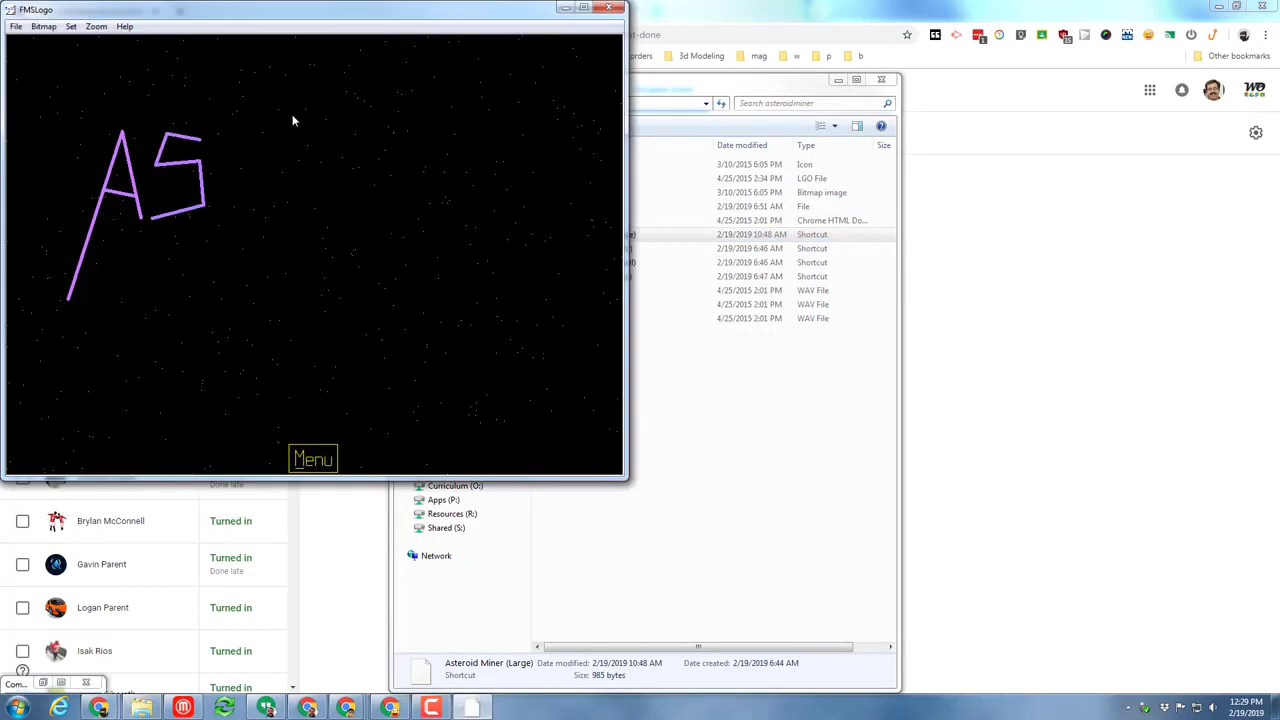 FMSLogo
File Bitmap Set Zoom Help
AS
Menu
t-done
1
15
orders 3d Modeling mag w p b Other bookmarks
Search asteroidminer
Date modified Type Size
3/10/2015 6:05 PM Icon
4/25/2015 2:34 PM LGO File
3/10/2015 6:05 PM Bitmap image
2/19/2019 6:51 AM File
4/25/2015 2:01 PM Chrome HTML Do...
2/19/2019 10:48 AM Shortcut
2/19/2019 6:46 AM Shortcut
2/19/2019 6:46 AM Shortcut
2/19/2019 6:47 AM Shortcut
4/25/2015 2:01 PM WAV File
4/25/2015 2:01 PM WAV File
4/25/2015 2:01 PM WAV File
Curriculum (O:)
Apps (P:)
Resources (R:)
Shared (S:)
Network
Done late
Brylan McConnell Turned in
Gavin Parent Turned in
Done late
Logan Parent Turned in
Isak Rios Turned in
Turned in
Com...
Asteroid Miner (Large) Date modified: 2/19/2019 10:48 AM Date created: 2/19/2019 6:44 AM
Shortcut Size: 985 bytes
12:29 PM
2/19/2019